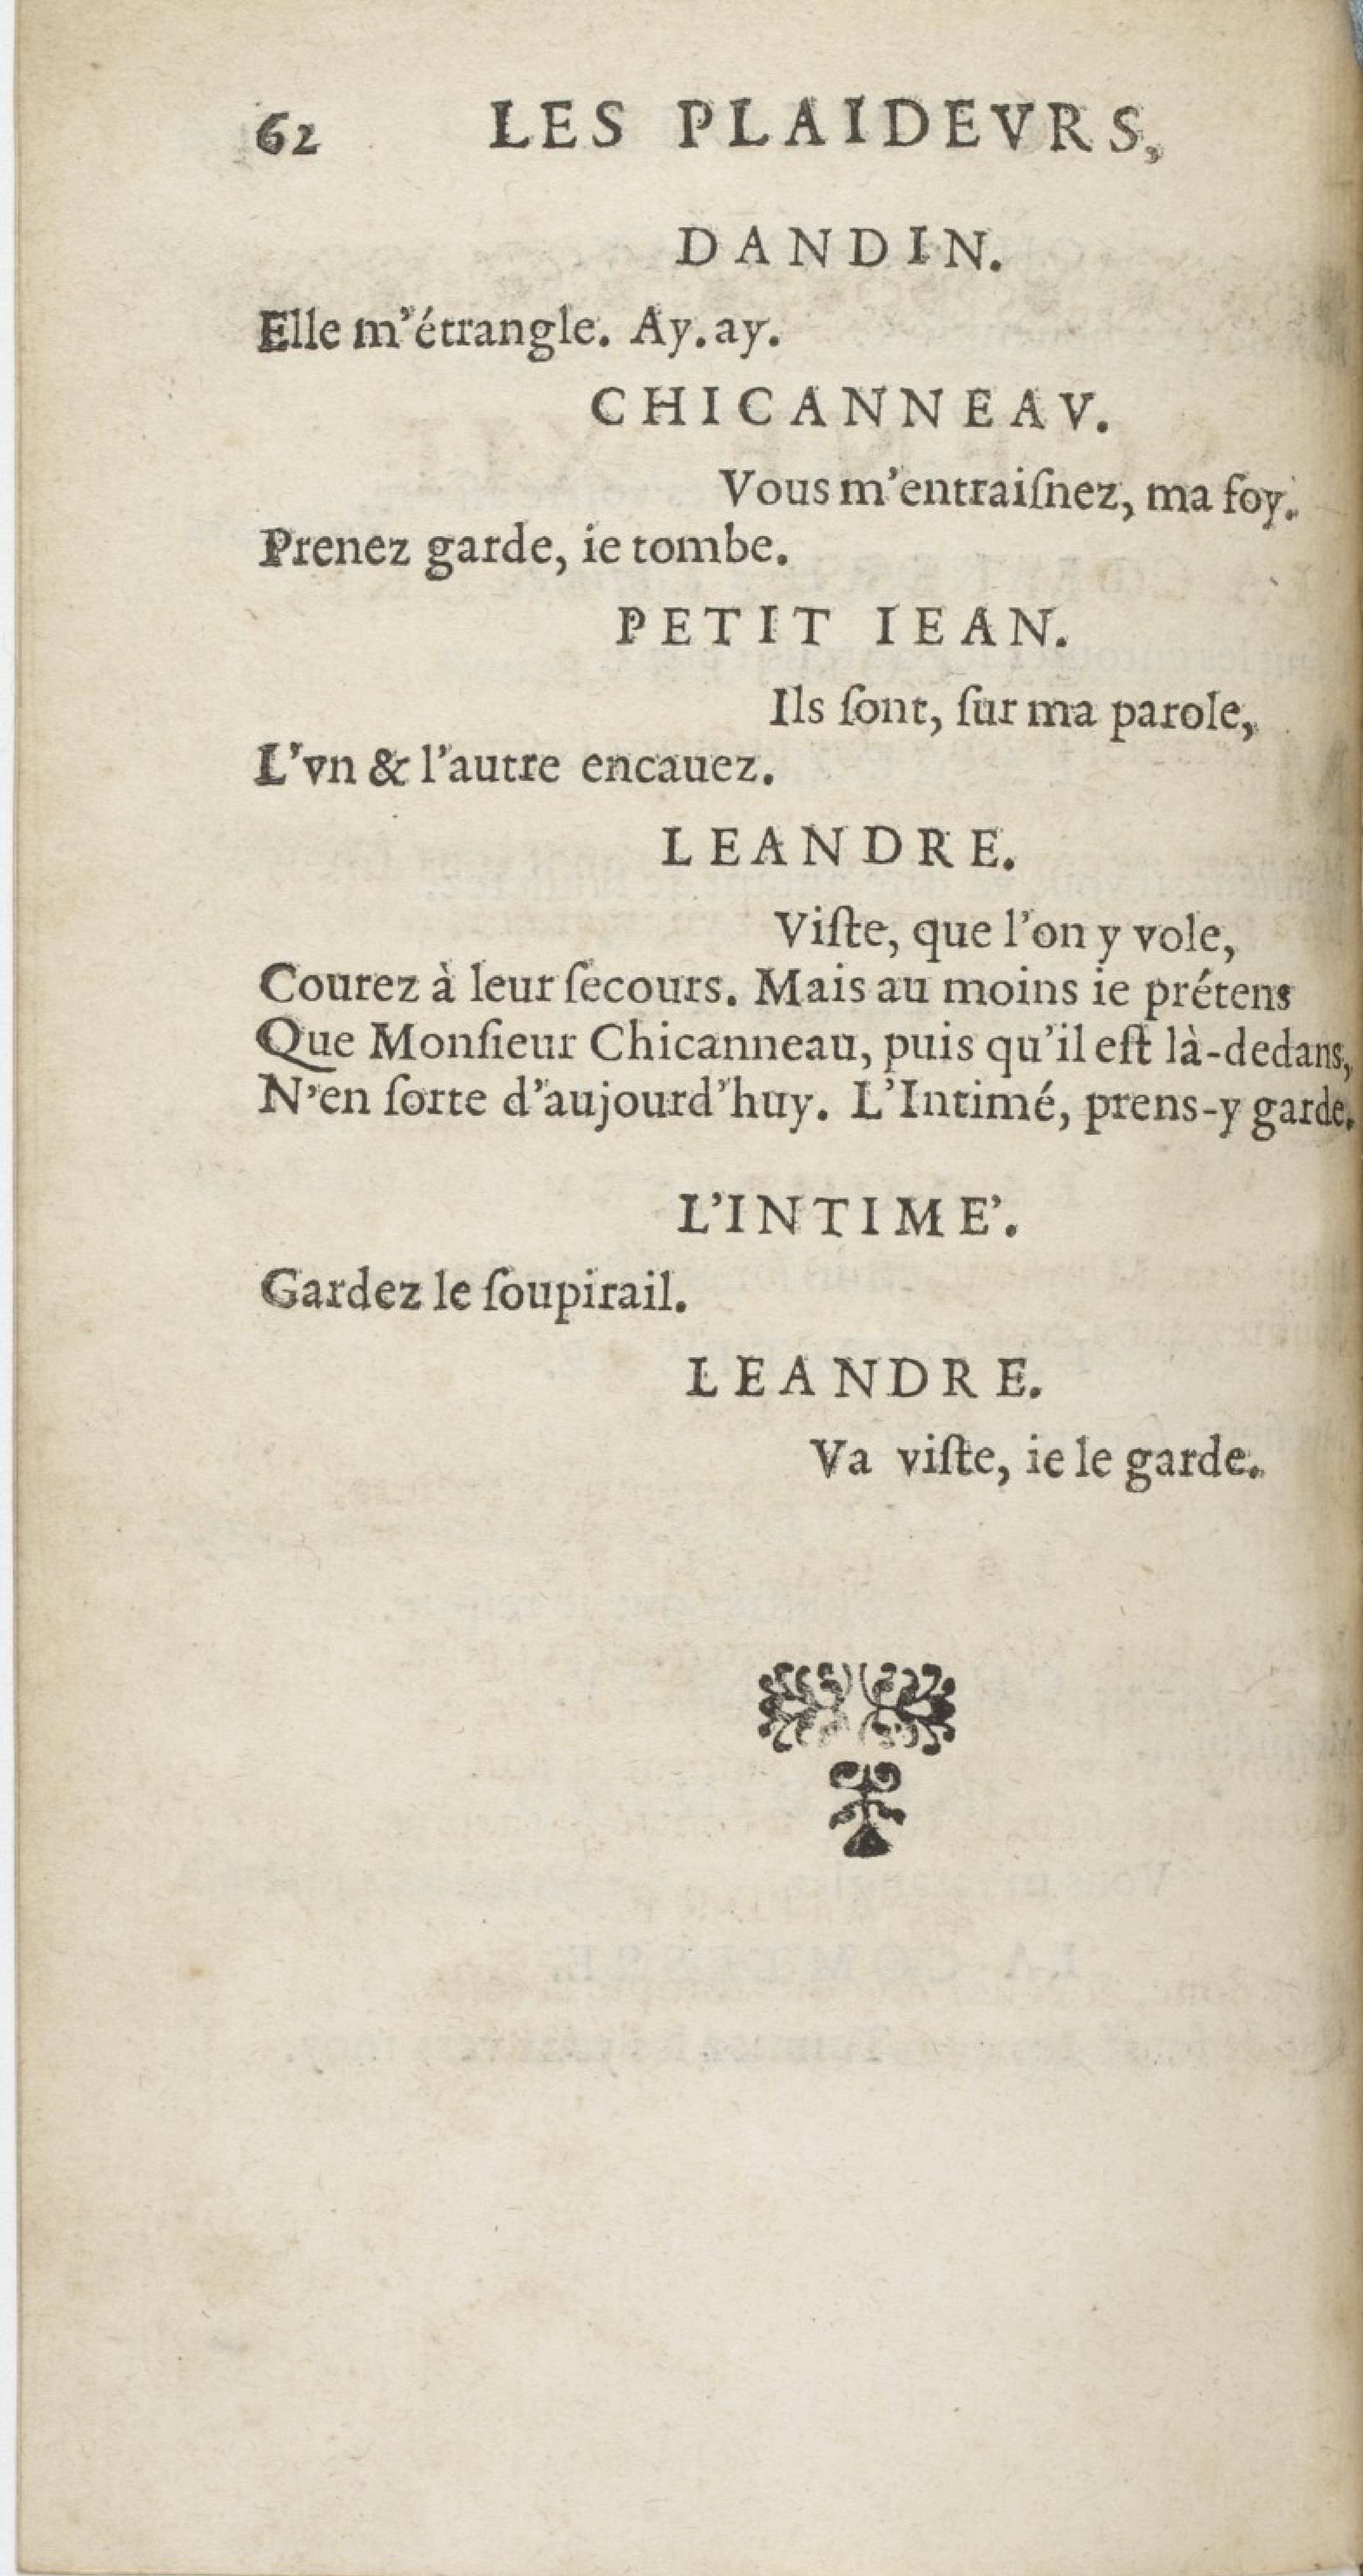 62 LES PLAIDEVRS,
DANDIN.
Elle m'étrangle. Ay. ay.
CHICANNEAV.
Vous m'entraiſnez, ma foy.
Prenez garde, ie tombe.
PETIT IEAN.
Ils ſont, ſur ma parole,
L'vn & l'autre encauez.
LEANDRE.
Viſte, que l'on y vole,
Courez à leur ſecours. Mais au moins ie prétens
Que Monſieur Chicanneau, puis qu'il eſt là-dedans,
N'en ſorte d'aujourd'huy. L'Intimé, prens-y garde.
L'INTIME'.
Gardez le ſoupirail.
LEANDRE.
Va viſte, ie le garde.